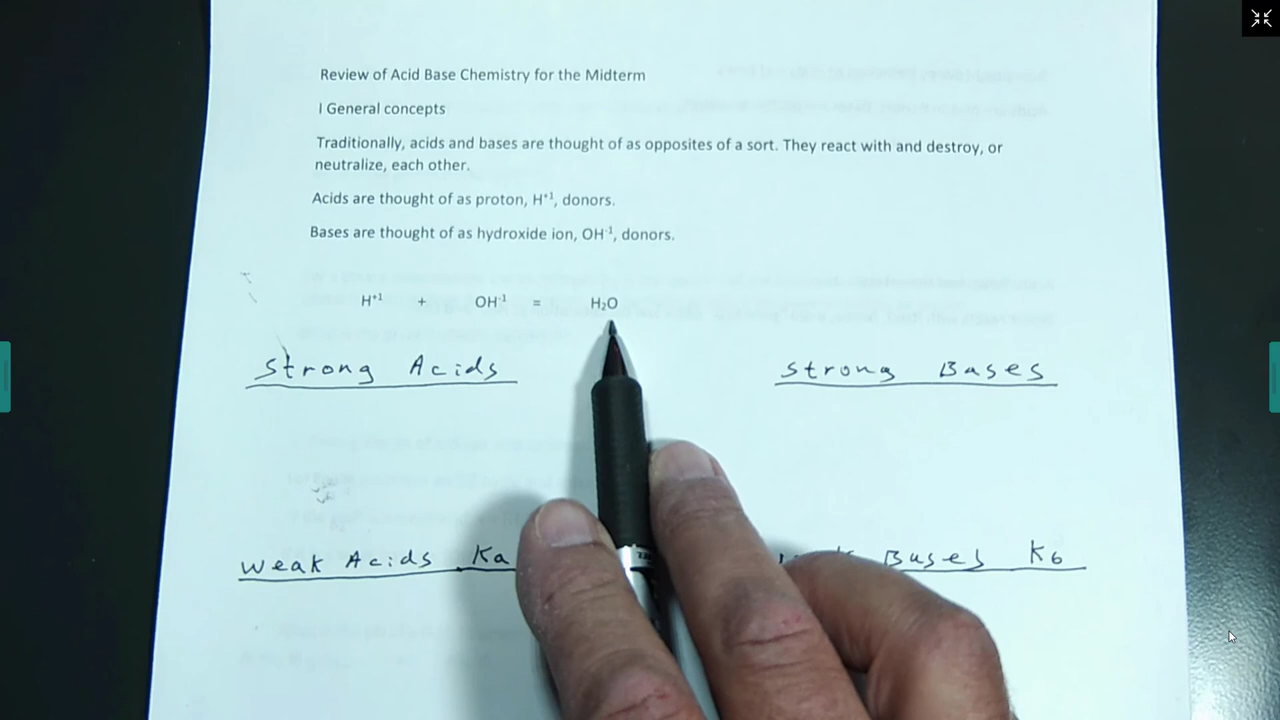 Review of Acid Base Chemistry for the Midterm
I General concepts
Traditionally, acids and bases are thought of as opposites of a sort. They react with and destroy, or
neutralize, each other.
Acids are thought of as proton, H⁺¹, donors.
Bases are thought of as hydroxide ion, OH⁻¹, donors.
H⁺¹ + OH⁻¹ = H₂O
Strong Acids Strong Bases
Weak Acids Ka Bases Kb